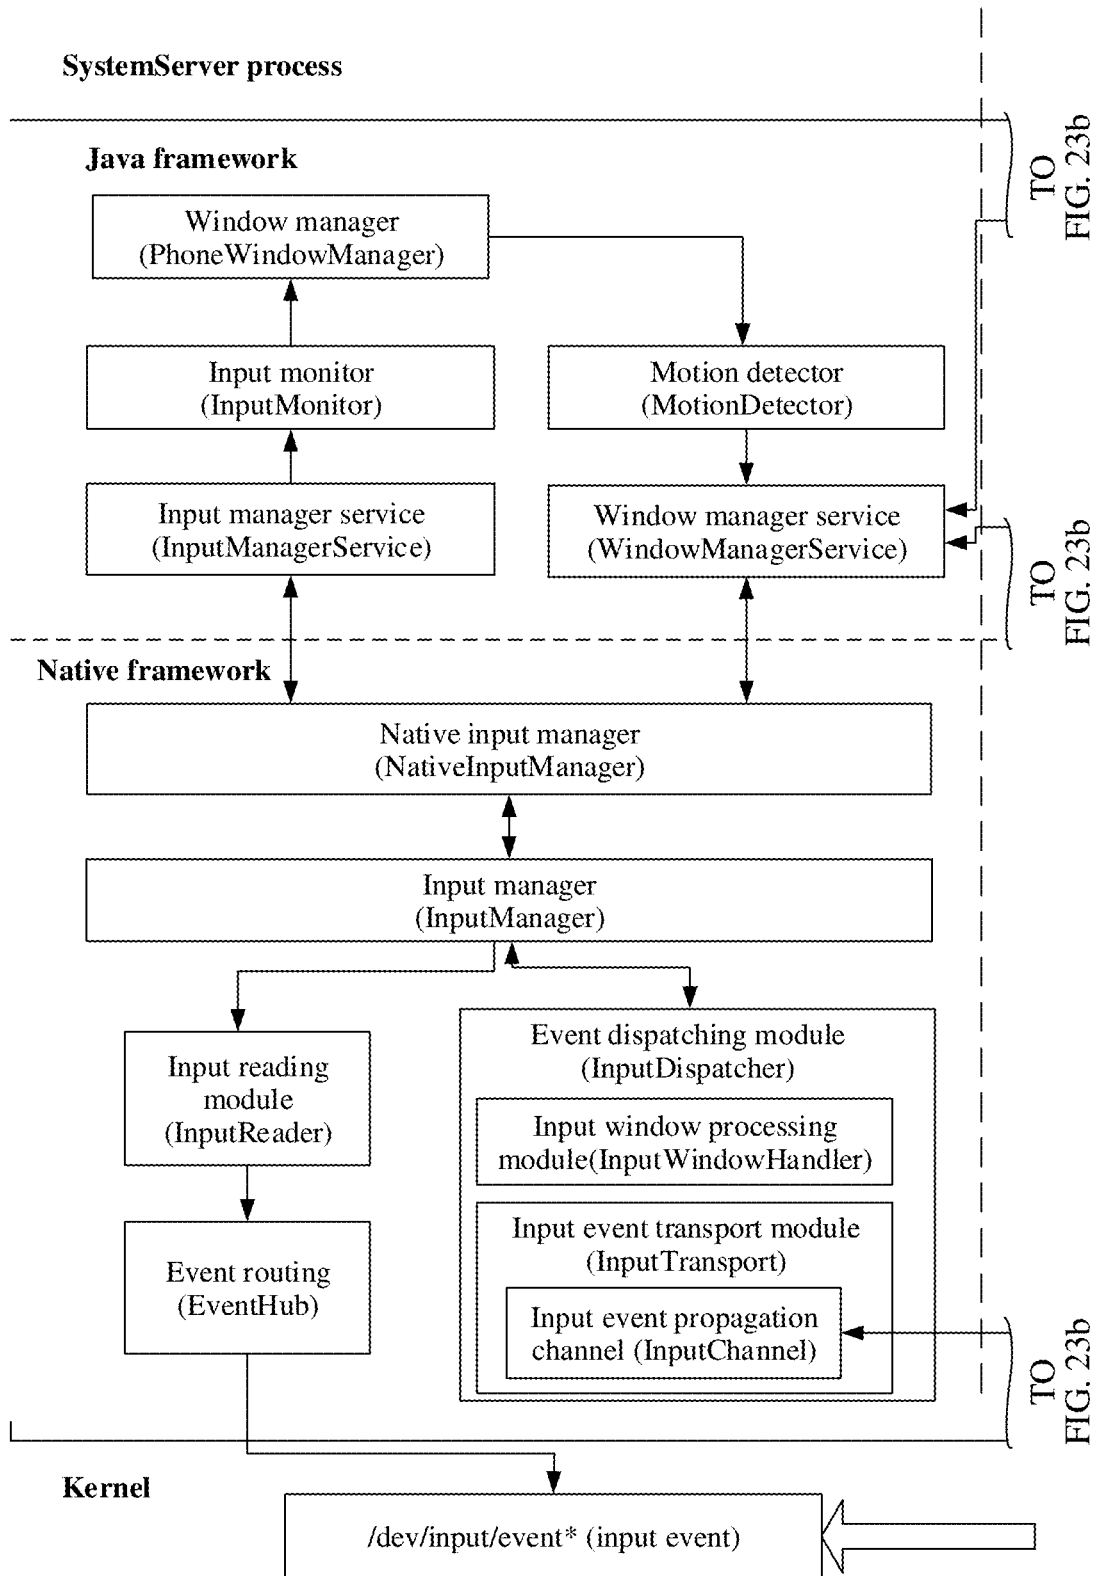 SystemServer process
TO
FIG. 23b
Java framework
Window manager
(PhoneWindowManager)
Input monitor
(InputMonitor)
Motion detector
(MotionDetector)
Input manager service
(InputManagerService)
Window manager service
(WindowManagerService)
TO
FIG. 23b
Native framework
Native input manager
(NativeInputManager)
Input manager
(InputManager)
Input reading
module
(InputReader)
Event routing
(EventHub)
Event dispatching module
(InputDispatcher)
Input window processing
module(InputWindowHandler)
Input event transport module
(InputTransport)
Input event propagation
channel (InputChannel)
TO
FIG. 23b
Kernel
/dev/input/event* (input event)